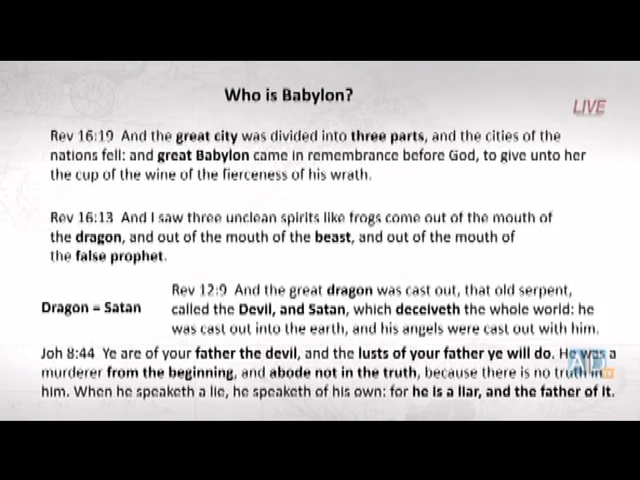 Who is Babylon?
LIVE
Rev 16:19 And the great city was divided into three parts, and the cities of the
nations fell: and great Babylon came in remembrance before God, to give unto her
the cup of the wine of the fierceness of his wrath.
Rev 16:13 And I saw three unclean spirits like frogs come out of the mouth of
the dragon, and out of the mouth of the beast, and out of the mouth of
the false prophet.
Dragon = Satan
Rev 12:9 And the great dragon was cast out, that old serpent,
called the Devil, and Satan, which deceiveth the whole world: he
was cast out into the earth, and his angels were cast out with him.
Joh 8:44 Ye are of your father the devil, and the lusts of your father ye will do. He was a
murderer from the beginning, and abode not in the truth, because there is no truth in
him. When he speaketh a lie, he speaketh of his own: for he is a liar, and the father of it.